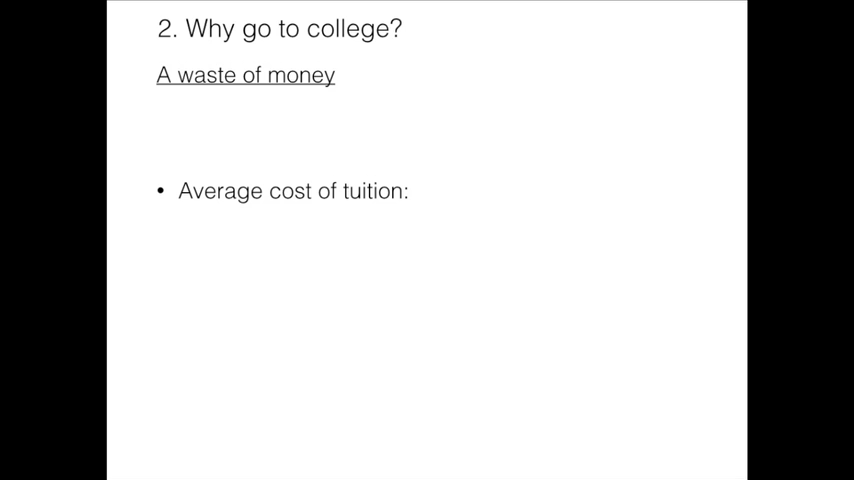 2. Why go to college?
A waste of money
• Average cost of tuition: